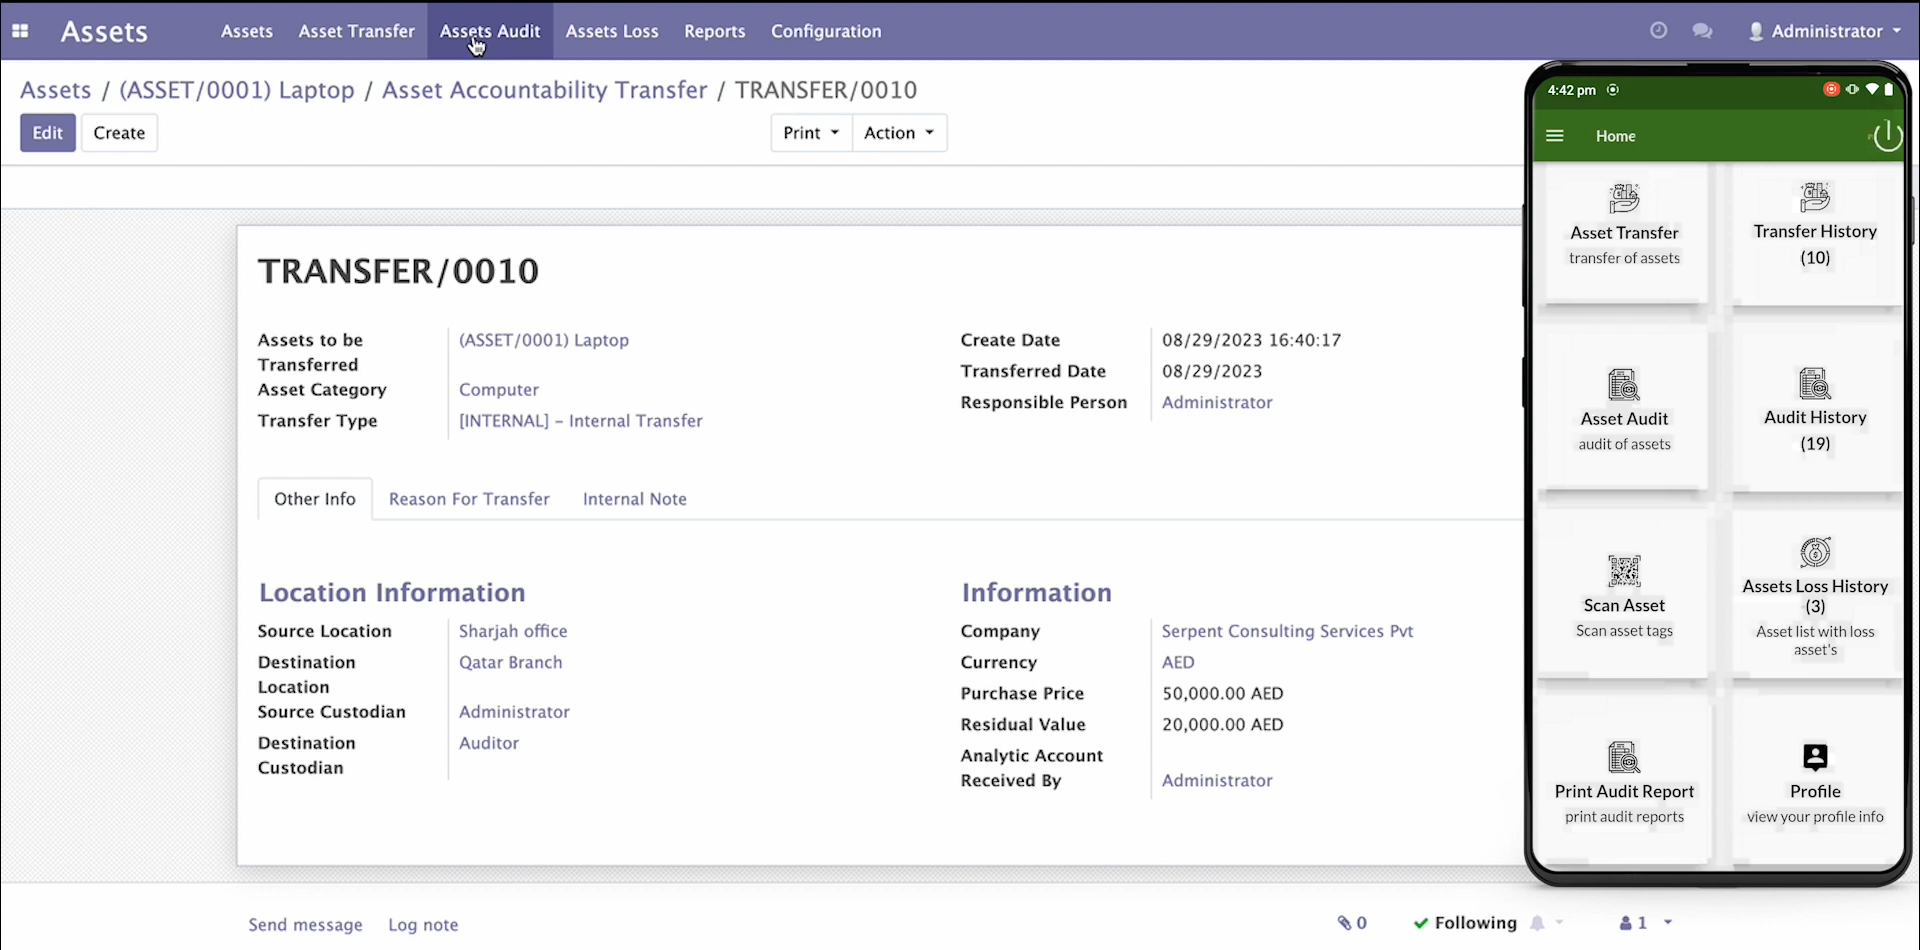 Assets
Assets
Asset Transfer
Assets Audit
Assets Loss
Reports
Configuration
Administrator
Assets / (ASSET/0001) Laptop / Asset Accountability Transfer / TRANSFER/0010
Edit
Create
Print
Action
TRANSFER/0010
Assets to be
Transferred
(ASSET/0001) Laptop
Asset Category
Computer
Transfer Type
[INTERNAL] – Internal Transfer
Create Date
08/29/2023 16:40:17
Transferred Date
08/29/2023
Responsible Person
Administrator
Other Info
Reason For Transfer
Internal Note
Location Information
Source Location
Sharjah office
Destination
Location
Qatar Branch
Source Custodian
Administrator
Destination
Custodian
Auditor
Information
Company
Serpent Consulting Services Pvt
Currency
AED
Purchase Price
50,000.00 AED
Residual Value
20,000.00 AED
Analytic Account
Received By
Administrator
Send message
Log note
0
Following
1
4:42 pm
Home
Asset Transfer
transfer of assets
Transfer History
(10)
Asset Audit
audit of assets
Audit History
(19)
Scan Asset
Scan asset tags
Assets Loss History
(3)
Asset list with loss
asset's
Print Audit Report
print audit reports
Profile
view your profile info